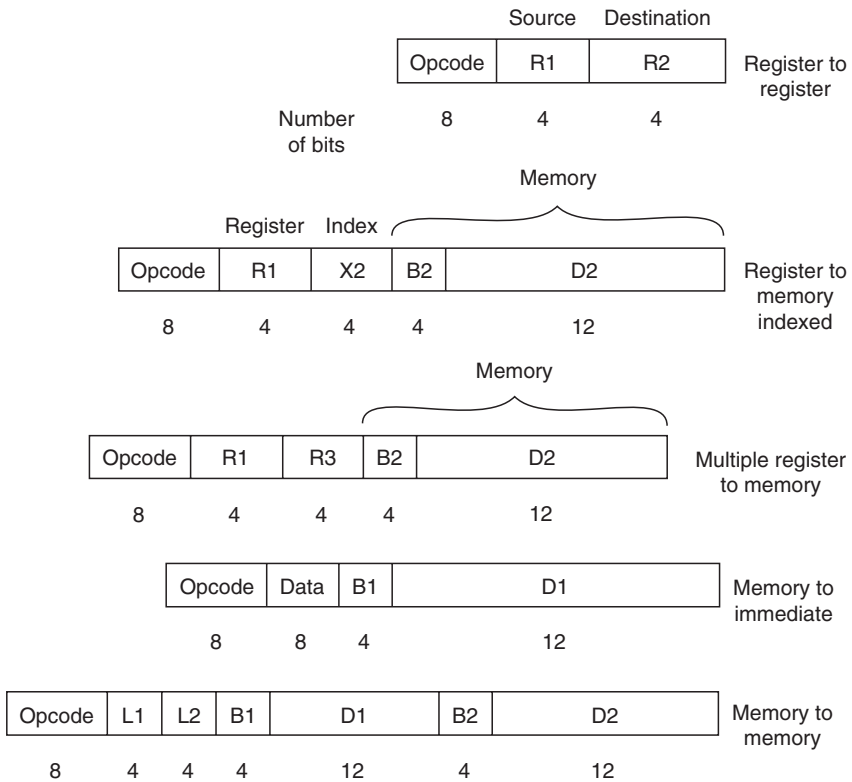 Source Destination
Opcode R1 R2
Register to
register
Number
of bits
8 4 4
Memory
Register Index
Opcode R1 X2 B2 D2
Register to
memory
indexed
8 4 4 4 12
Memory
Opcode R1 R3 B2 D2
Multiple register
to memory
8 4 4 4 12
Opcode Data B1 D1
Memory to
immediate
8 8 4 12
Opcode L1 L2 B1 D1 B2 D2
Memory to
memory
8 4 4 4 12 4 12